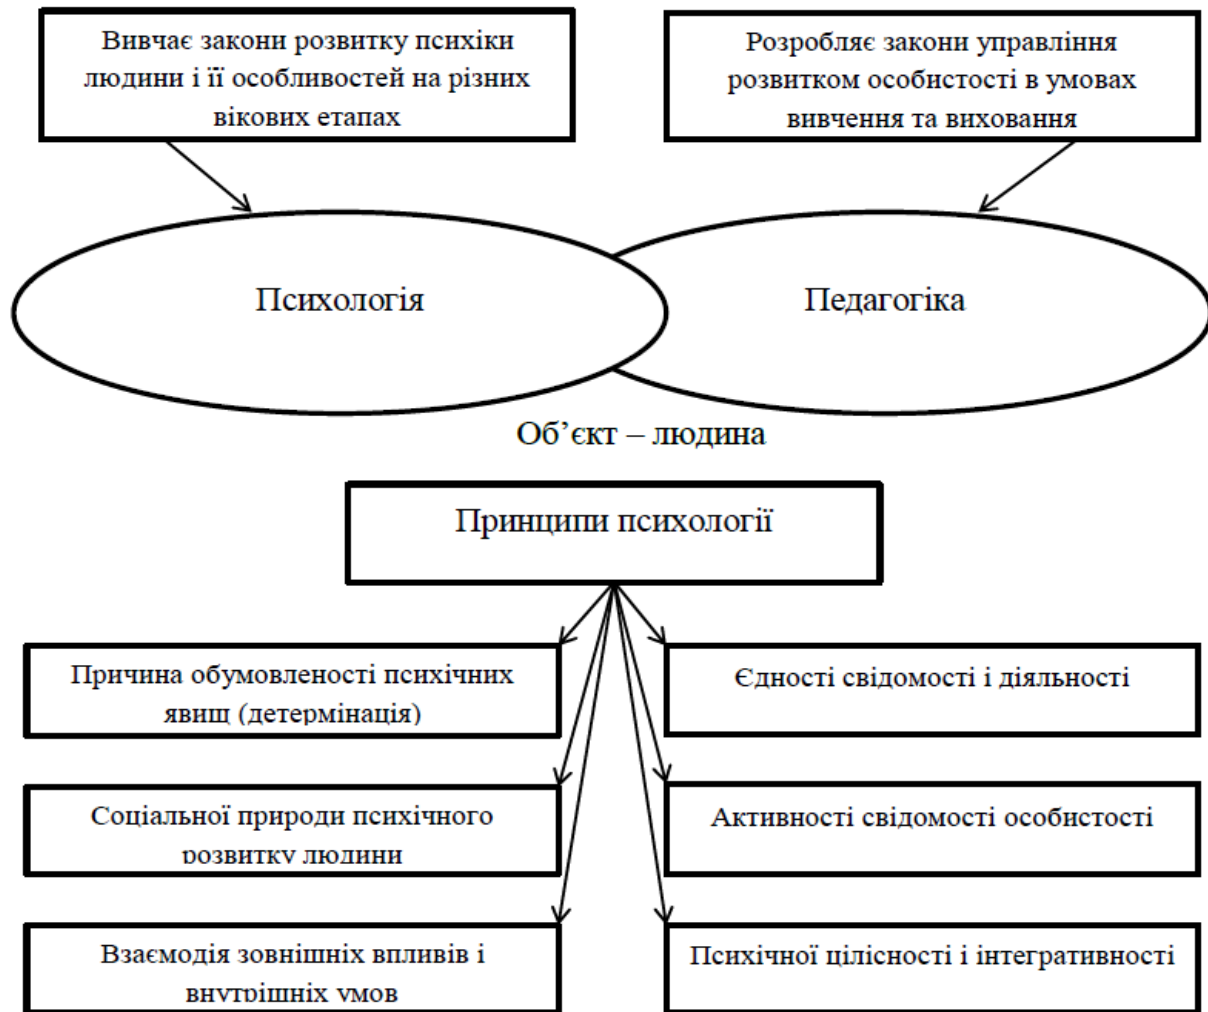 Вивчає закони розвитку психіки
людини і її особливостей на різних
вікових етапах
Розробляє закони управління
розвитком особистості в умовах
вивчення та виховання
Психологія
Педагогіка
Об’єкт – людина
Принципи психології
Причина обумовленості психічних
явищ (детермінація)
Єдності свідомості і діяльності
Соціальної природи психічного
розвитку людини
Активності свідомості особистості
Взаємодія зовнішніх впливів і
внутрішніх умов
Психічної цілісності і інтегративності